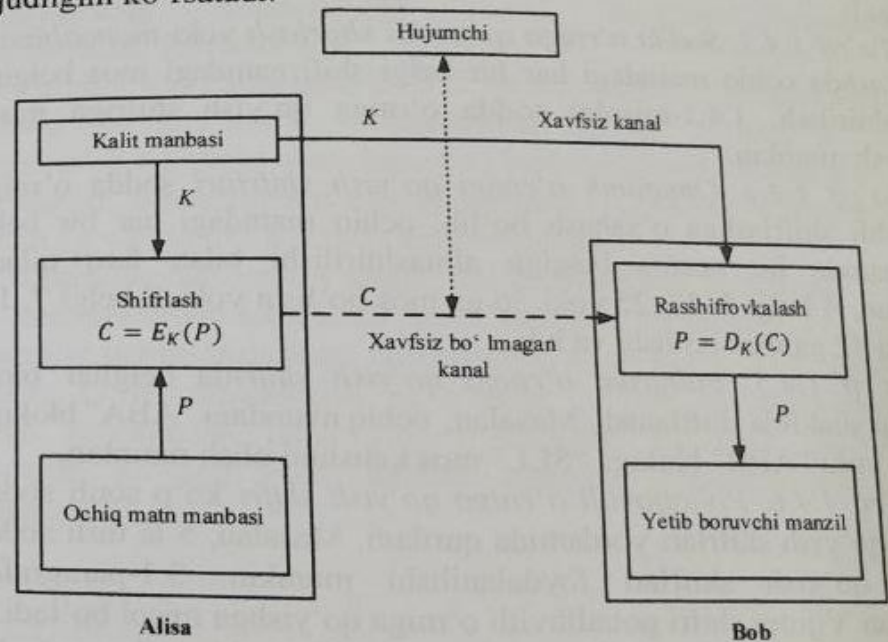 Hujumchi
Kalit manbasi
K
Xavfsiz kanal
K
Shifrlash
C = E_K(P)
C
Xavfsiz bo‘ lmagan
kanal
Rasshifrovkalash
P = D_K(C)
P
P
Ochiq matn manbasi
Yetib boruvchi manzil
Alisa
Bob